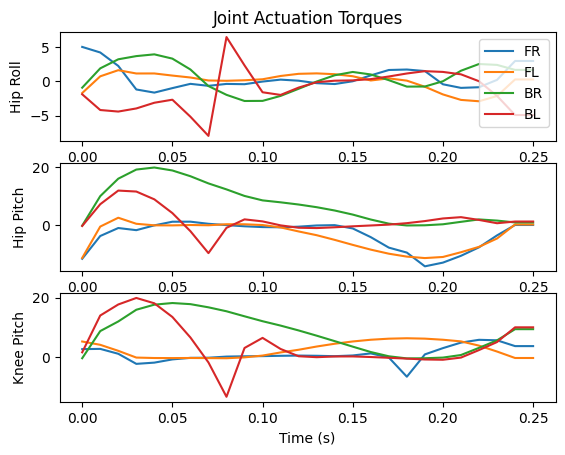 Joint Actuation Torques
Hip Roll
5
0
−5
FR
FL
BR
BL
0.00 0.05 0.10 0.15 0.20 0.25
Hip Pitch
20
0
0.00 0.05 0.10 0.15 0.20 0.25
Knee Pitch
20
0
0.00 0.05 0.10 0.15 0.20 0.25
Time (s)